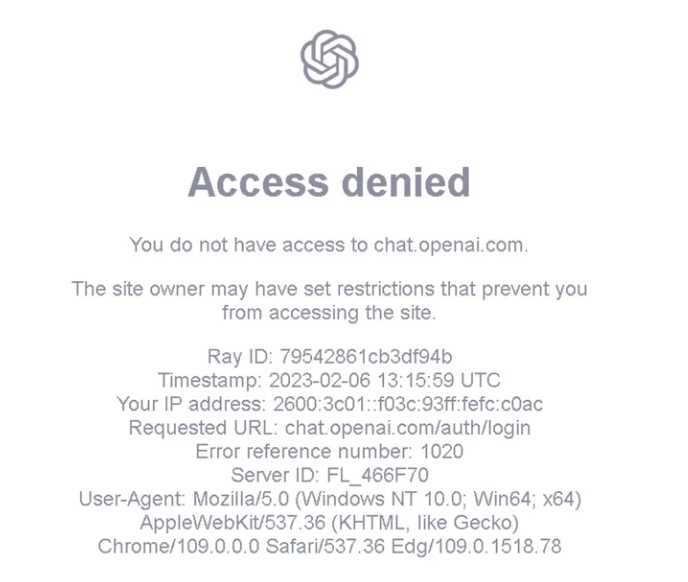 Access denied
You do not have access to chat.openai.com.
The site owner may have set restrictions that prevent you
from accessing the site.
Ray ID: 79542861cb3df94b
Timestamp: 2023-02-06 13:15:59 UTC
Your IP address: 2600:3c01::f03c:93ff:fefc:c0ac
Requested URL: chat.openai.com/auth/login
Error reference number: 1020
Server ID: FL_466F70
User-Agent: Mozilla/5.0 (Windows NT 10.0; Win64; x64)
AppleWebKit/537.36 (KHTML, like Gecko)
Chrome/109.0.0.0 Safari/537.36 Edg/109.0.1518.78